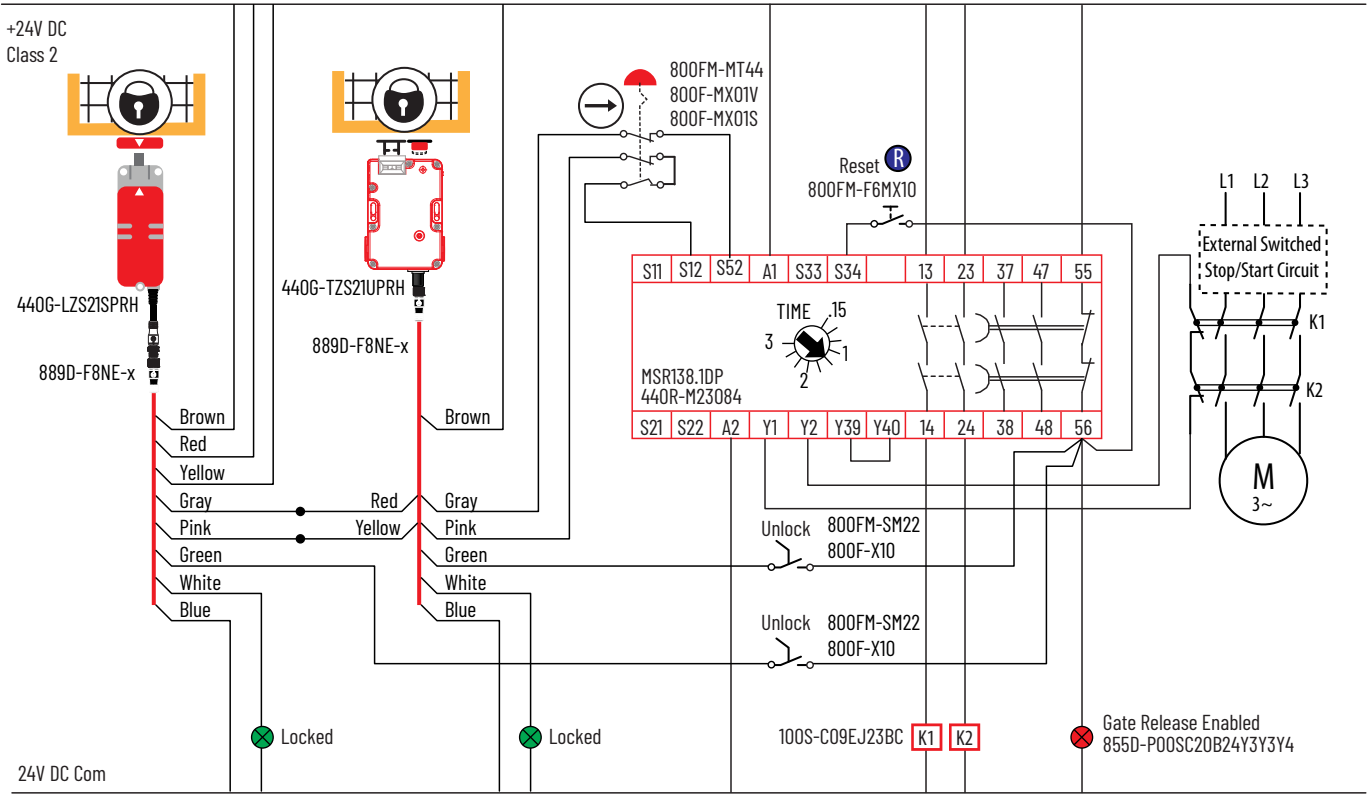 +24V DC
Class 2
800FM-MT44
800F-MX01V
800F-MX01S
Reset R
800FM-F6MX10
L1 L2 L3
External Switched
Stop/Start Circuit
K1
K2
M
3~
440G-LZS21SPRH
889D-F8NE-x
440G-TZS21UPRH
889D-F8NE-x
S11 S12 S52 A1 S33 S34 13 23 37 47 55
TIME .15
3 1
2
MSR138.1DP
440R-M23084
S21 S22 A2 Y1 Y2 Y39 Y40 14 24 38 48 56
Brown
Red
Yellow
Gray
Pink
Green
White
Blue
Brown
Red Gray
Yellow Pink
Green
White
Blue
Unlock 800FM-SM22
800F-X10
Unlock 800FM-SM22
800F-X10
Locked
Locked
100S-C09EJ23BC K1 K2
Gate Release Enabled
855D-P00SC20B24Y3Y3Y4
24V DC Com